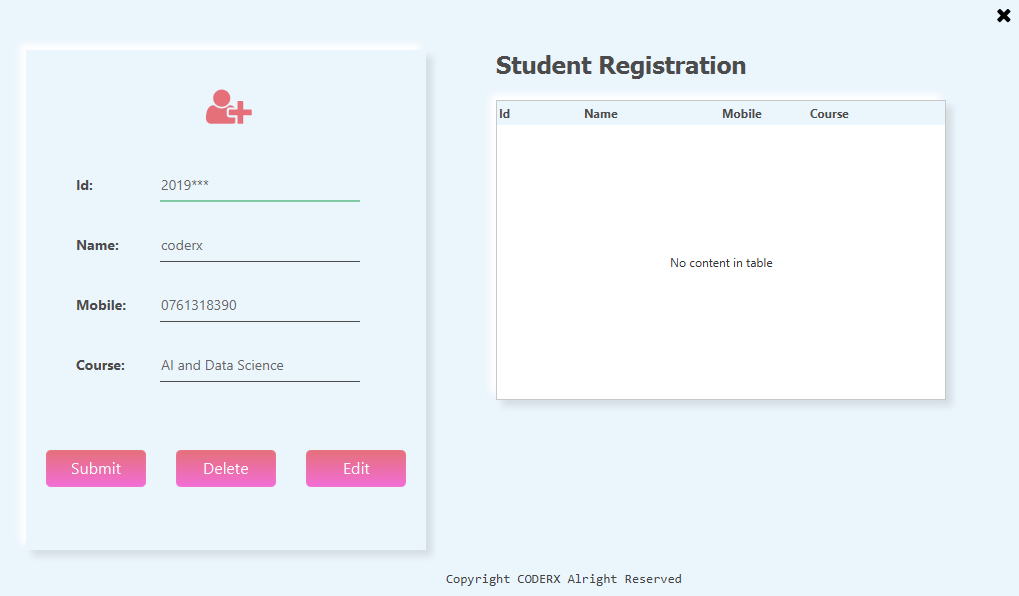 Student Registration
Id: 2019***
Name: coderx
Mobile: 0761318390
Course: AI and Data Science
Submit Delete Edit
Id Name Mobile Course
No content in table
Copyright CODERX Alright Reserved